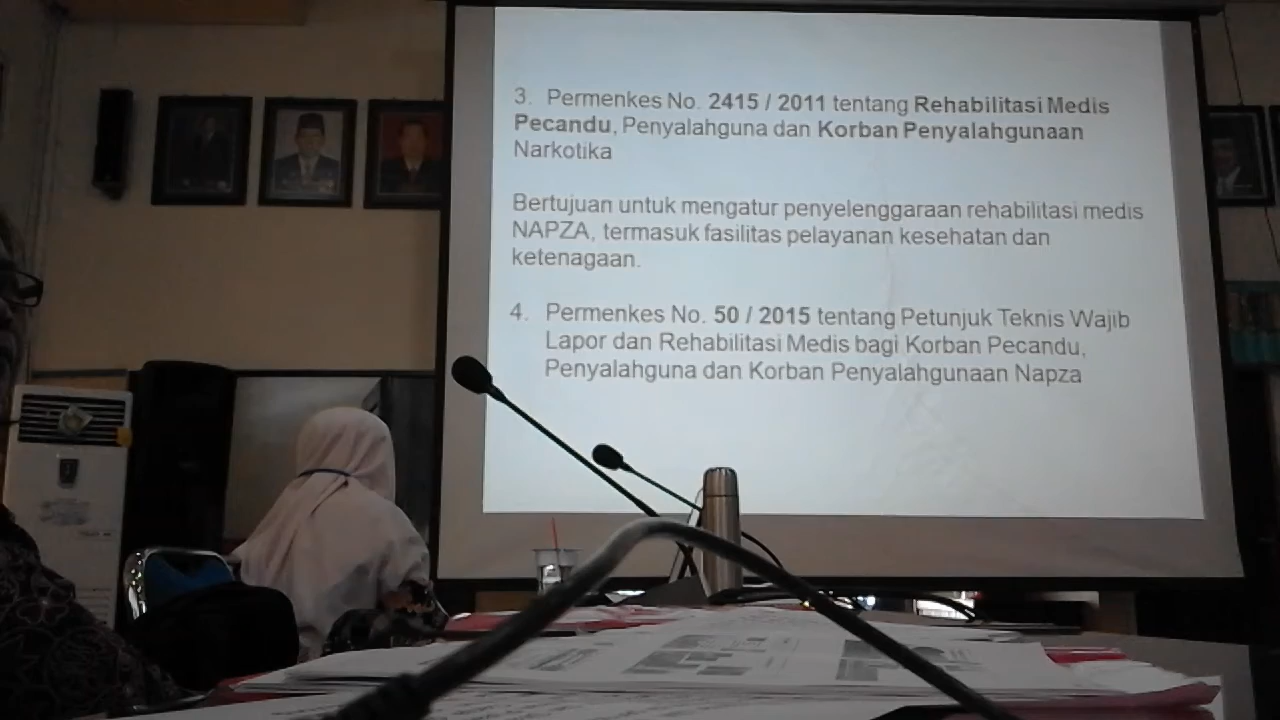 3. Permenkes No. 2415 / 2011 tentang Rehabilitasi Medis
Pecandu, Penyalahguna dan Korban Penyalahgunaan
Narkotika
Bertujuan untuk mengatur penyelenggaraan rehabilitasi medis
NAPZA, termasuk fasilitas pelayanan kesehatan dan
ketenagaan.
4. Permenkes No. 50 / 2015 tentang Petunjuk Teknis Wajib
Lapor dan Rehabilitasi Medis bagi Korban Pecandu,
Penyalahguna dan Korban Penyalahgunaan Napza